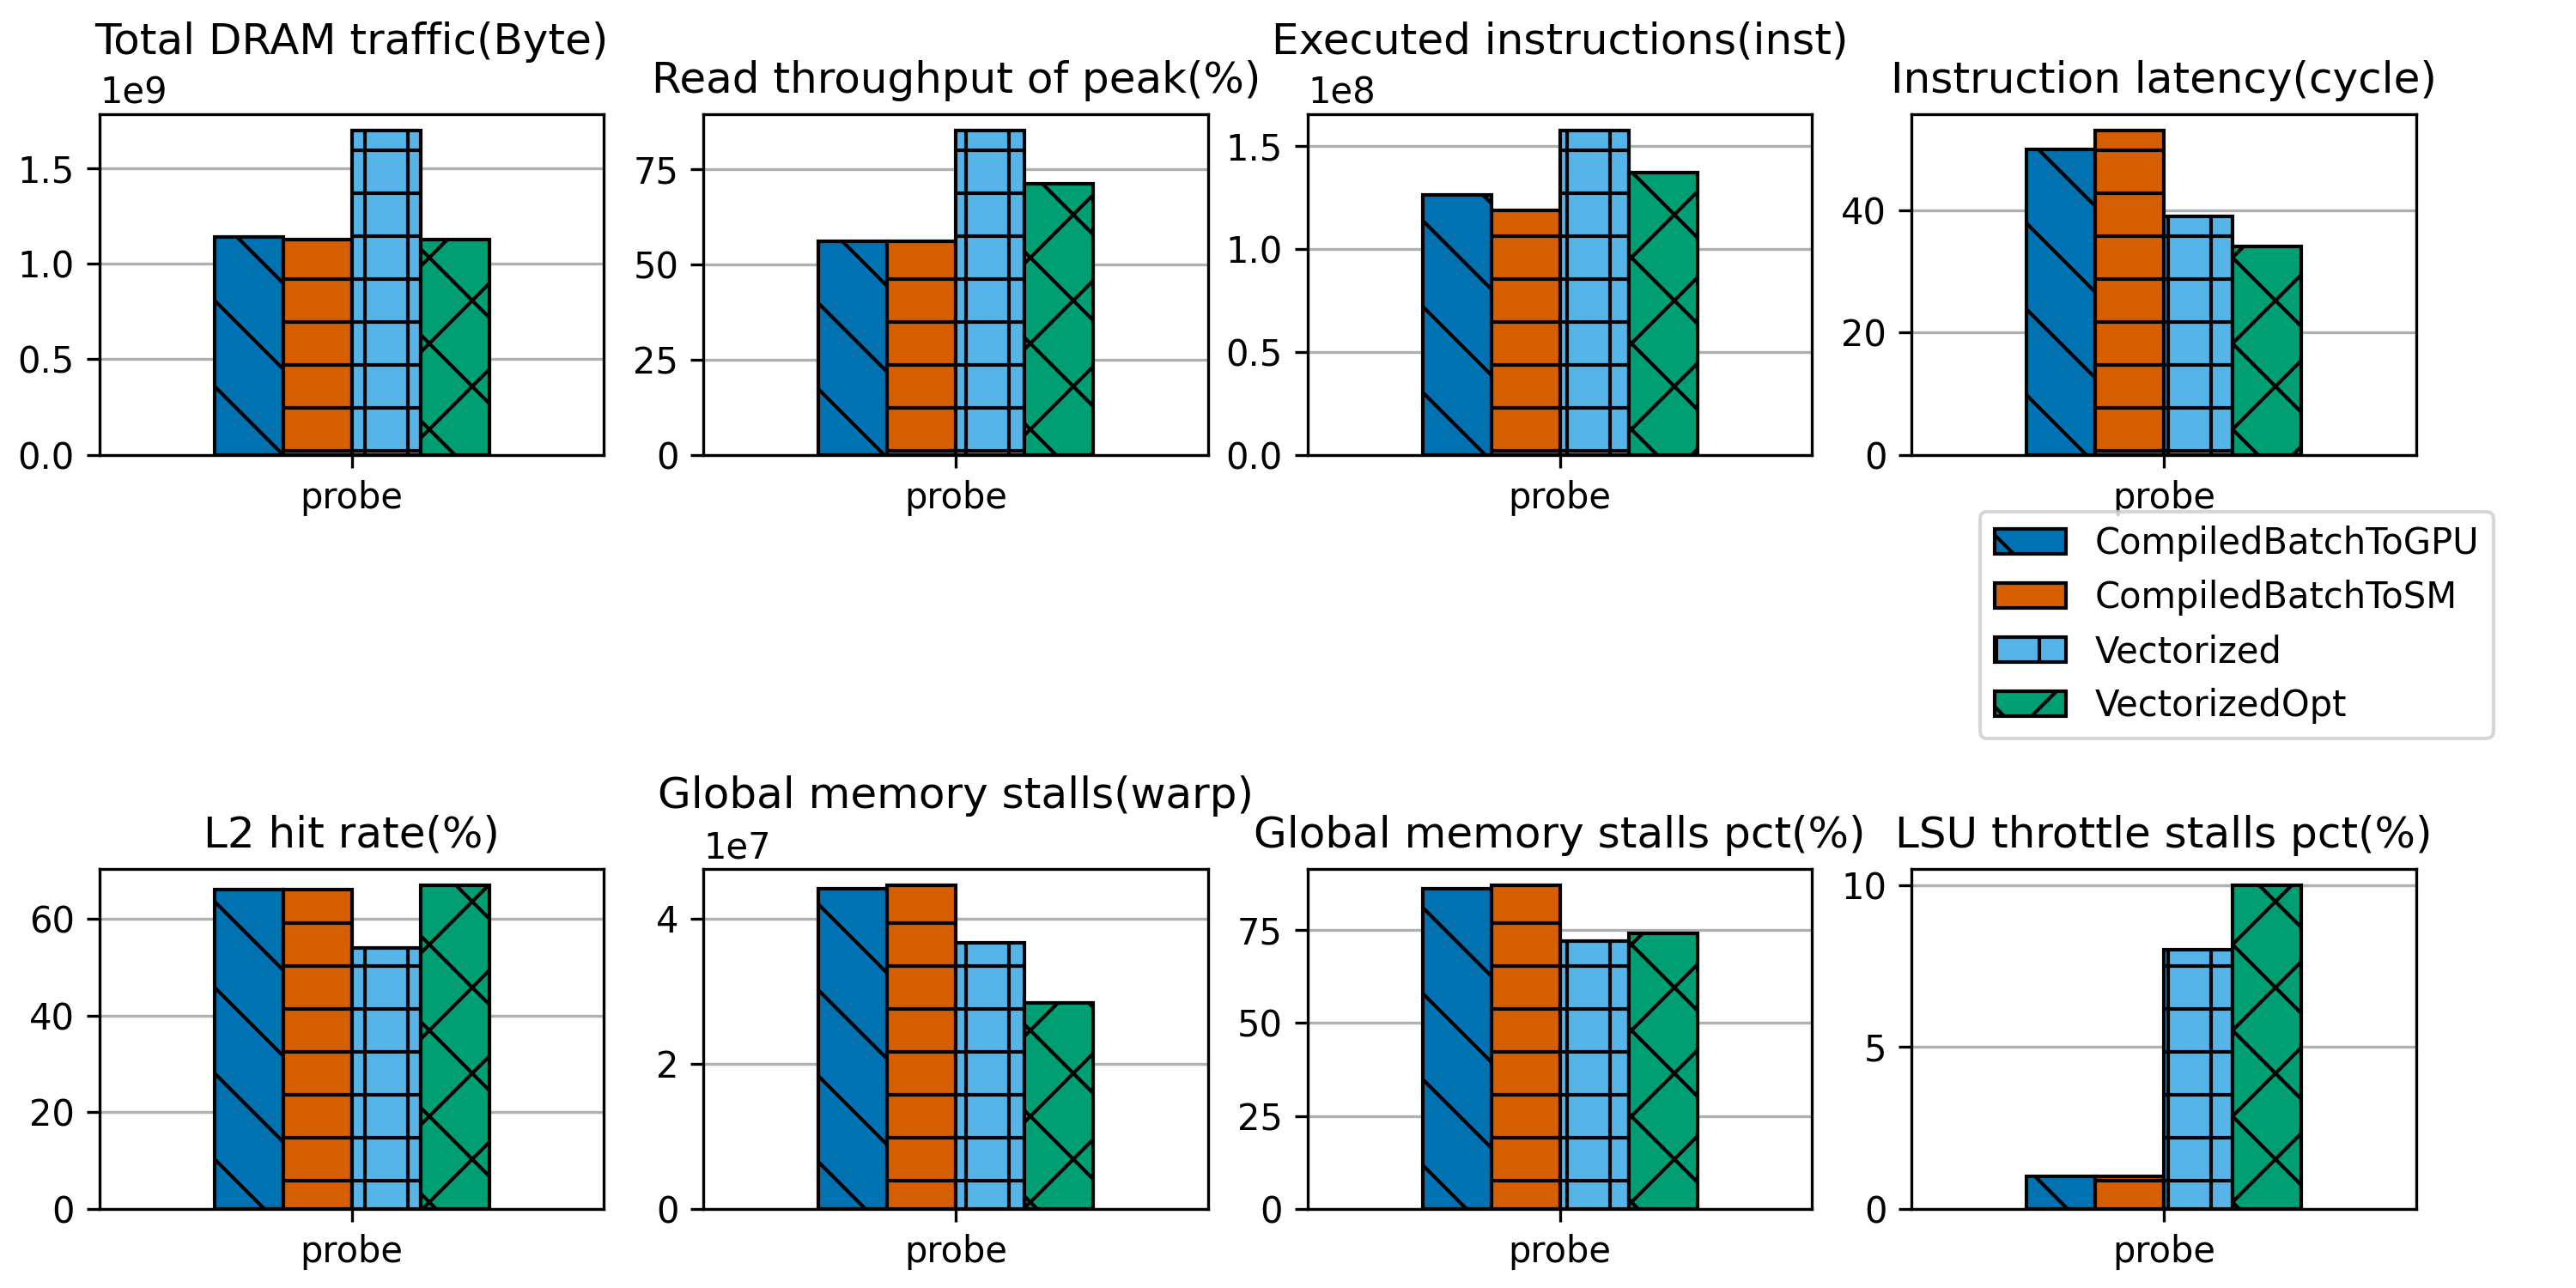 Total DRAM traffic(Byte)
1e9
1.5
1.0
0.5
0.0
probe
Read throughput of peak(%)
75
50
25
0
probe
Executed instructions(inst)
1e8
1.5
1.0
0.5
0.0
probe
Instruction latency(cycle)
40
20
0
probe
CompiledBatchToGPU
CompiledBatchToSM
Vectorized
VectorizedOpt
L2 hit rate(%)
60
40
20
0
probe
Global memory stalls(warp)
1e7
4
2
0
probe
Global memory stalls pct(%)
75
50
25
0
probe
LSU throttle stalls pct(%)
10
5
0
probe